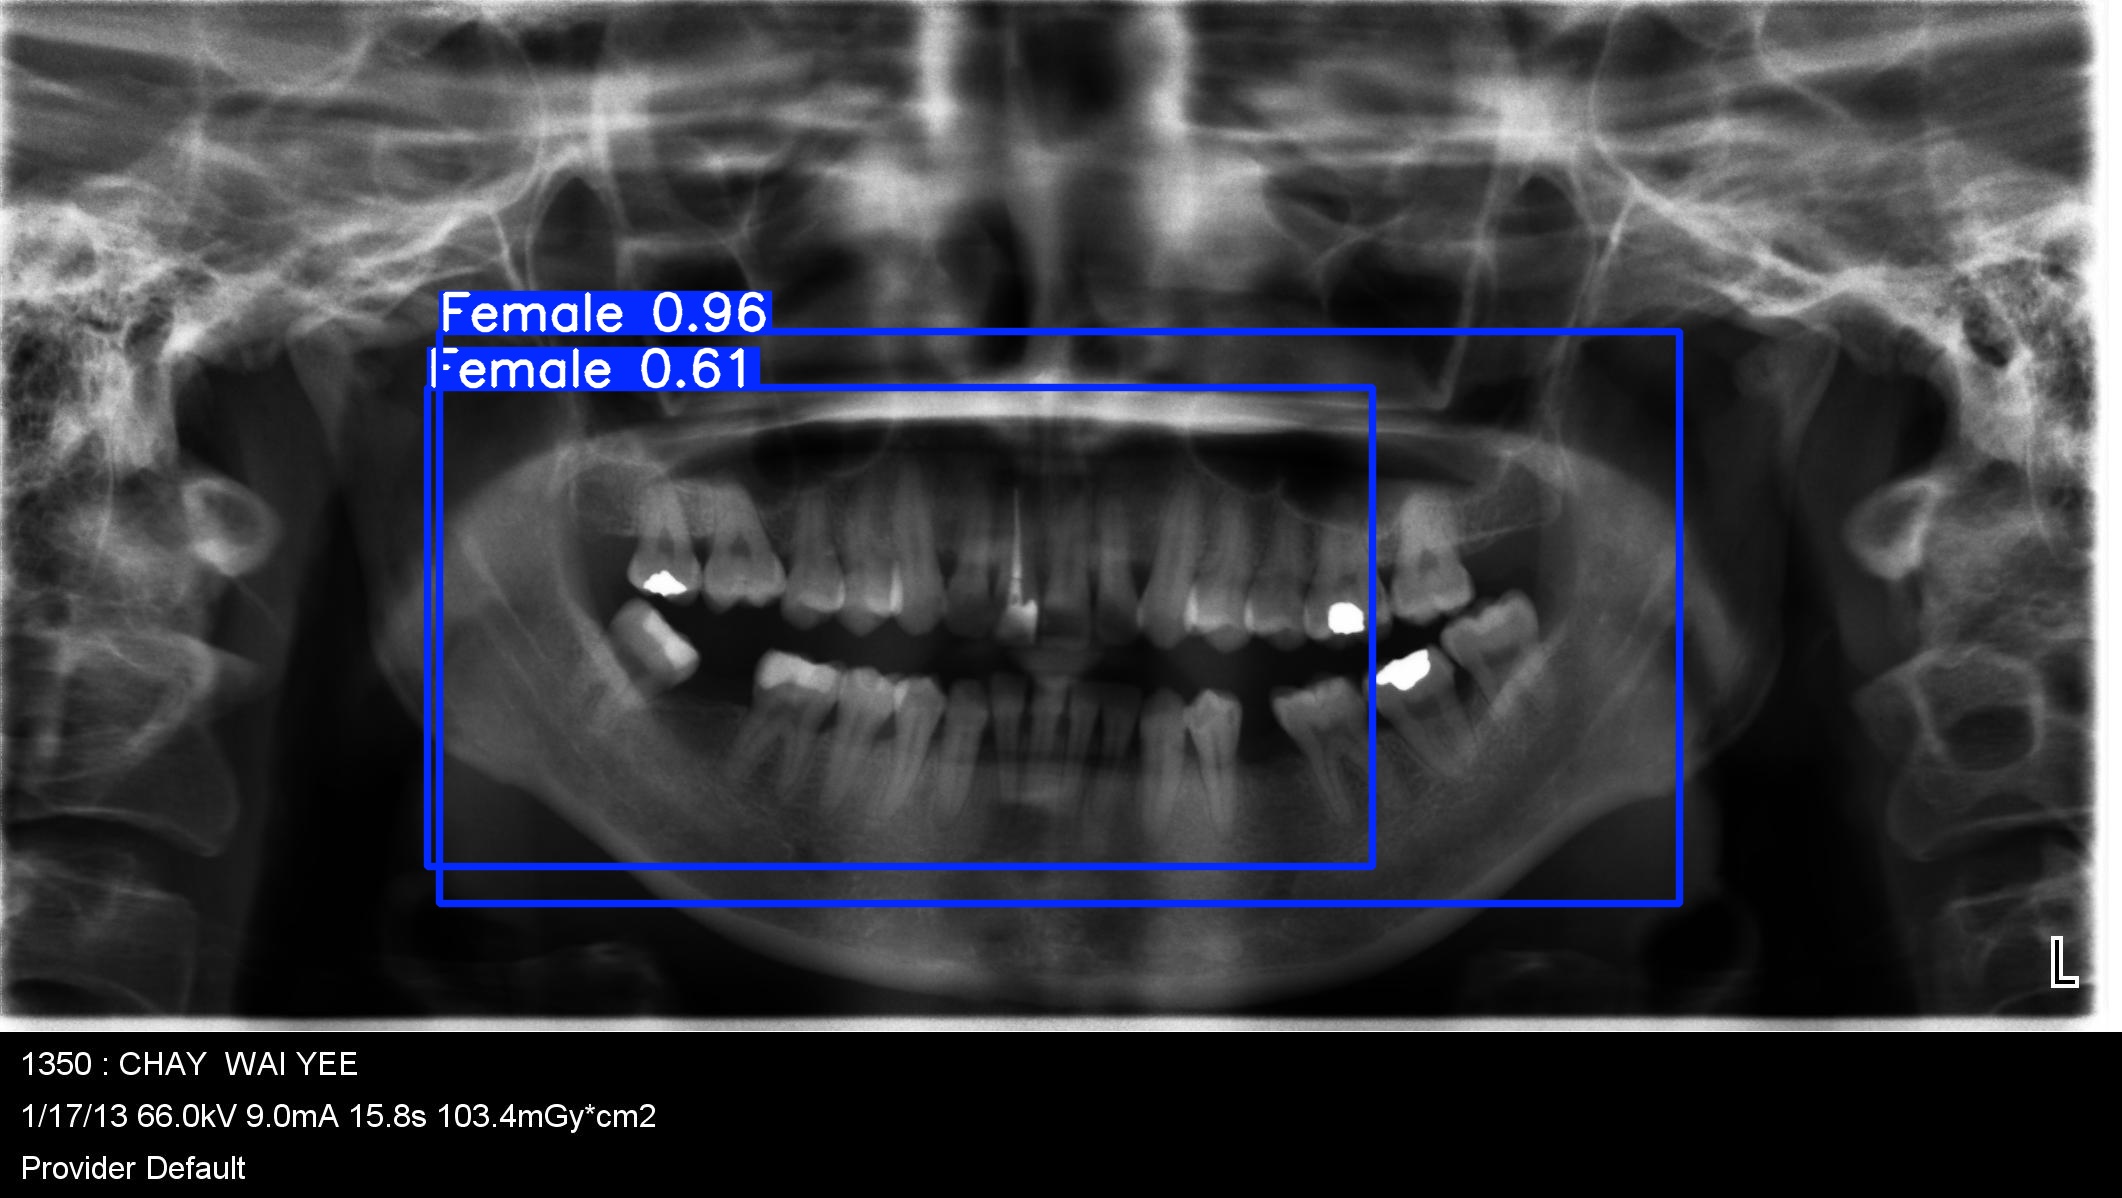 Female 0.96
Female 0.61
L
1350 : CHAY  WAI YEE
1/17/13 66.0kV 9.0mA 15.8s 103.4mGy*cm2
Provider Default